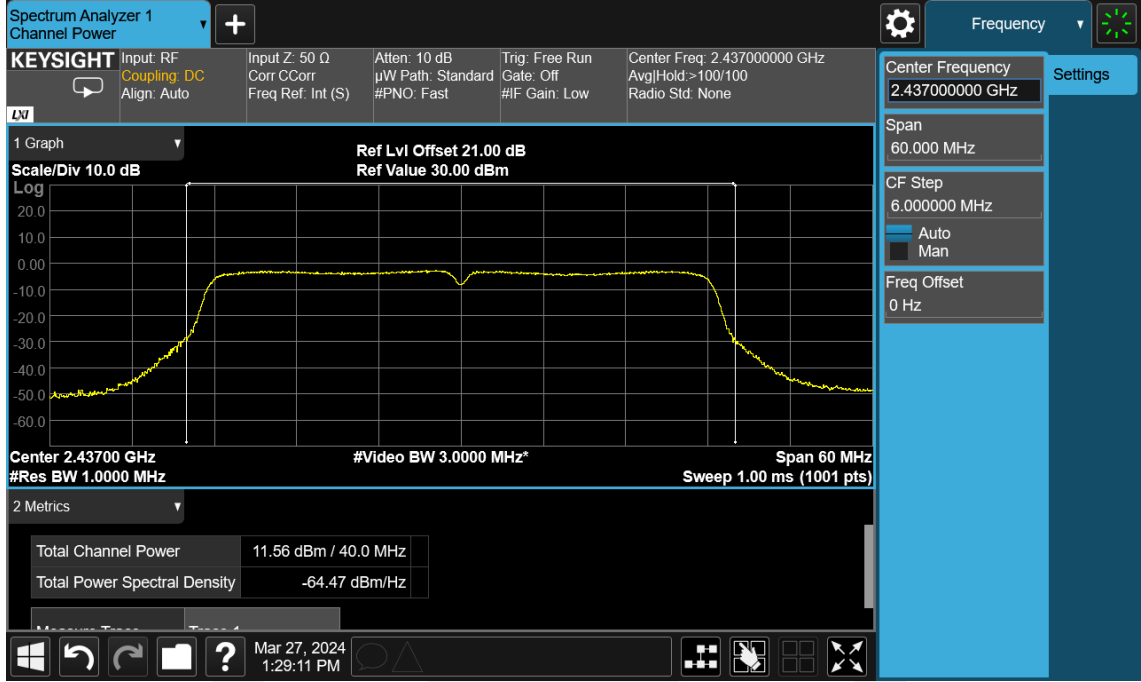 Spectrum Analyzer 1
Channel Power
Frequency
KEYSIGHT
LXI
Input: RF
Coupling: DC
Align: Auto
Input Z: 50 Ω
Corr CCorr
Freq Ref: Int (S)
Atten: 10 dB
µW Path: Standard
#PNO: Fast
Trig: Free Run
Gate: Off
#IF Gain: Low
Center Freq: 2.437000000 GHz
Avg|Hold:>100/100
Radio Std: None
Center Frequency
2.437000000 GHz
Settings
Span
60.000 MHz
CF Step
6.000000 MHz
Auto
Man
Freq Offset
0 Hz
1 Graph
Scale/Div 10.0 dB
Ref Lvl Offset 21.00 dB
Ref Value 30.00 dBm
Log
20.0
10.0
0.00
-10.0
-20.0
-30.0
-40.0
-50.0
-60.0
Center 2.43700 GHz
#Video BW 3.0000 MHz*
Span 60 MHz
#Res BW 1.0000 MHz
Sweep 1.00 ms (1001 pts)
2 Metrics
Total Channel Power 11.56 dBm / 40.0 MHz
Total Power Spectral Density -64.47 dBm/Hz
Measure Trace Trace 1
?
Mar 27, 2024
1:29:11 PM